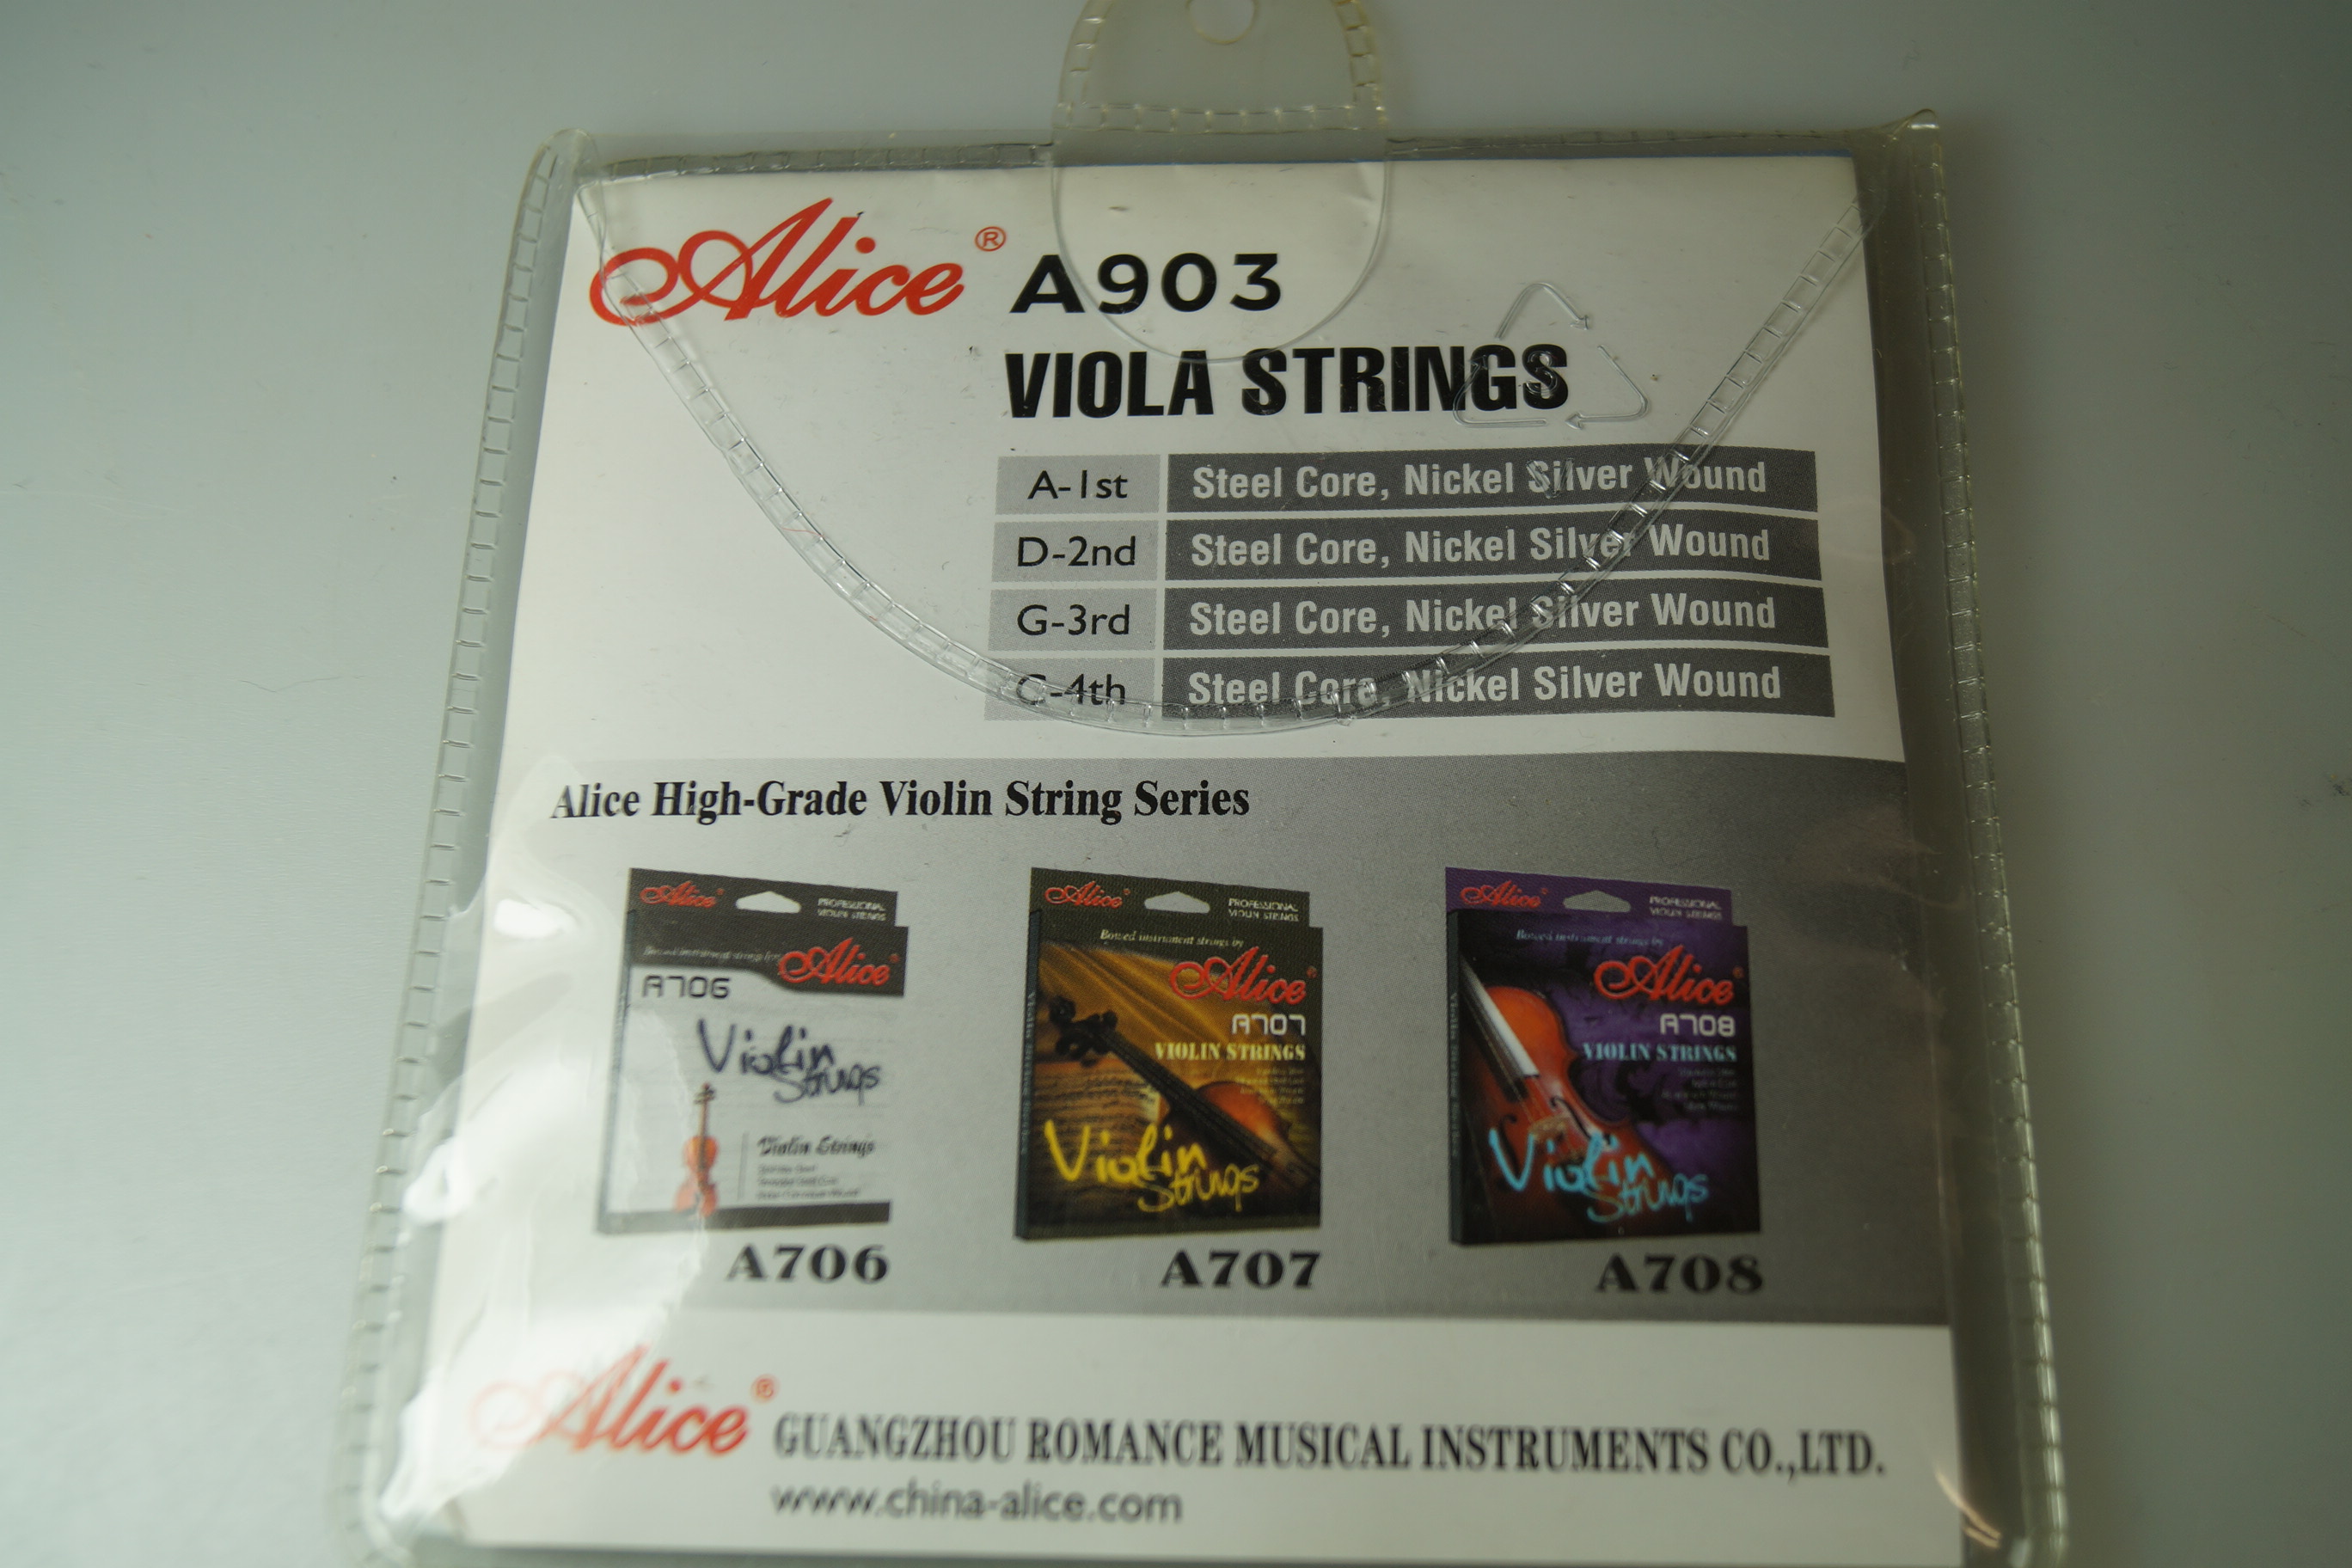 Alice® A903
VIOLA STRINGS
A-1st Steel Core, Nickel Silver Wound
D-2nd Steel Core, Nickel Silver Wound
G-3rd Steel Core, Nickel Silver Wound
C-4th Steel Core, Nickel Silver Wound
Alice High-Grade Violin String Series
Alice PROFESSIONAL VIOLIN STRINGS
Bowed instrument strings by Alice
A706
Violin Strings
Violin Strings
A706
Alice PROFESSIONAL VIOLIN STRINGS
Bowed instrument strings by
Alice
A707
VIOLIN STRINGS
Violin Strings
A707
Alice PROFESSIONAL VIOLIN STRINGS
Bowed instrument strings by
Alice
A708
VIOLIN STRINGS
Violin Strings
A708
Alice® GUANGZHOU ROMANCE MUSICAL INSTRUMENTS CO.,LTD.
www.china-alice.com